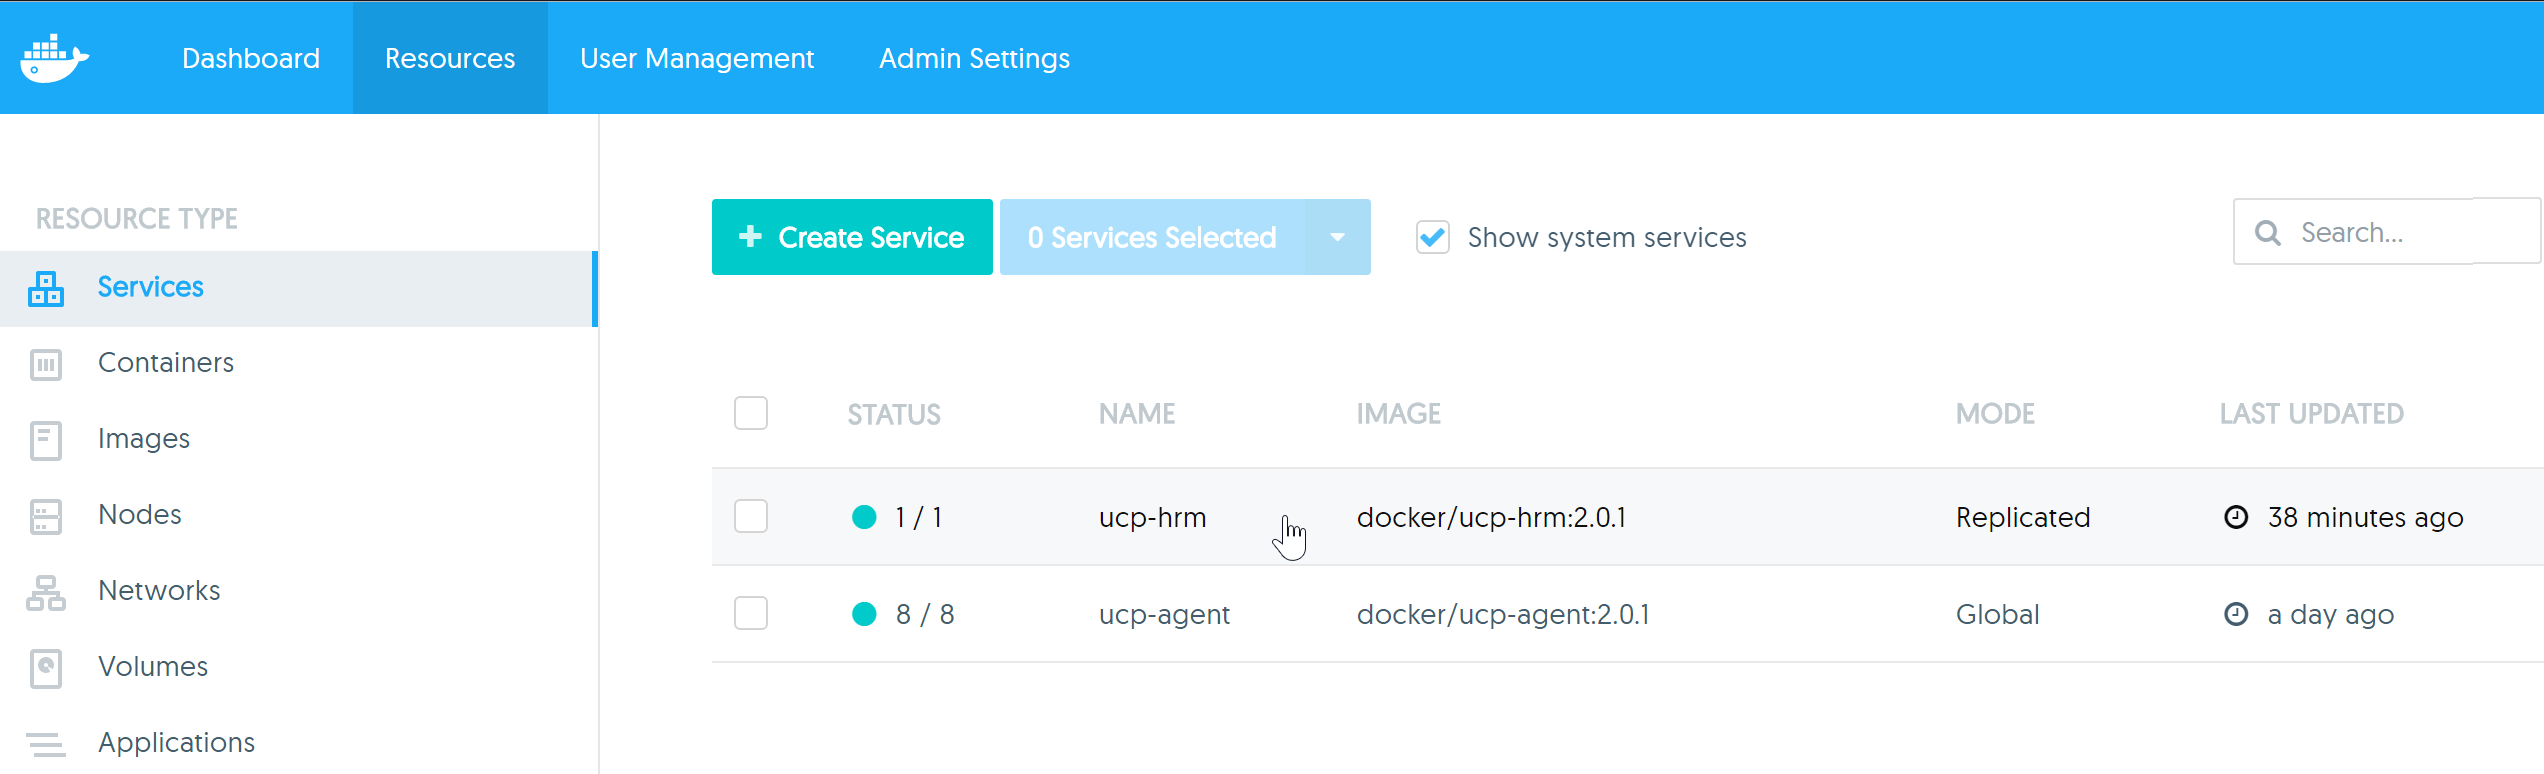 Dashboard Resources User Management Admin Settings
RESOURCE TYPE
Services
Containers
Images
Nodes
Networks
Volumes
Applications
Create Service 0 Services Selected Show system services Search...
STATUS NAME IMAGE MODE LAST UPDATED
1 / 1 ucp-hrm docker/ucp-hrm:2.0.1 Replicated 38 minutes ago
8 / 8 ucp-agent docker/ucp-agent:2.0.1 Global a day ago